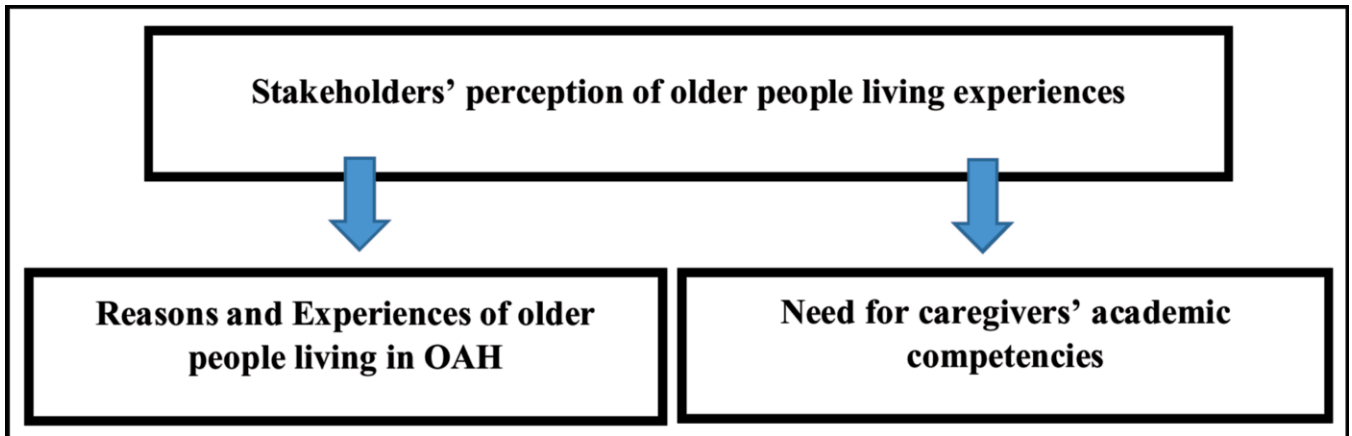 Stakeholders’ perception of older people living experiences
Reasons and Experiences of older
people living in OAH
Need for caregivers’ academic
competencies